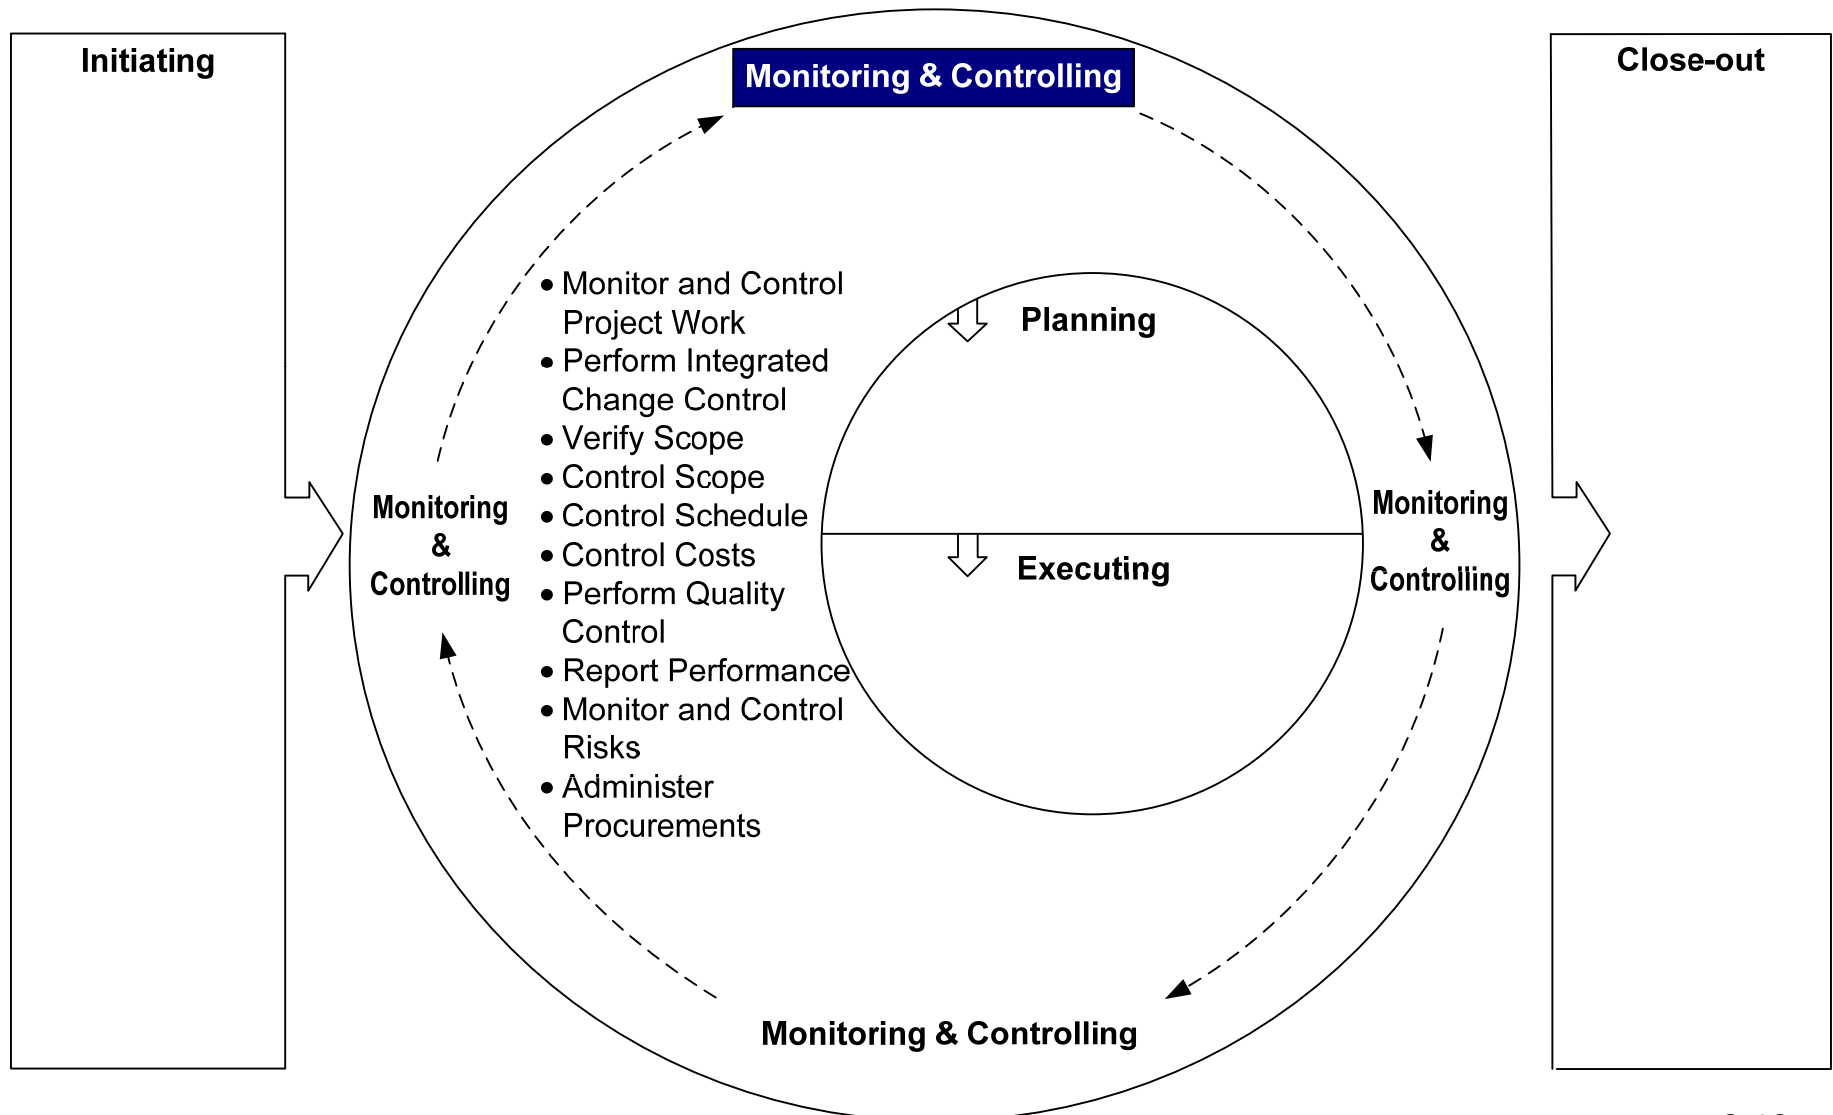 Initiating
Monitoring & Controlling
Close-out
• Monitor and Control
Project Work
• Perform Integrated
Change Control
• Verify Scope
• Control Scope
• Control Schedule
• Control Costs
• Perform Quality
Control
• Report Performance
• Monitor and Control
Risks
• Administer
Procurements
Planning
Executing
Monitoring
&
Controlling
Monitoring
&
Controlling
Monitoring & Controlling